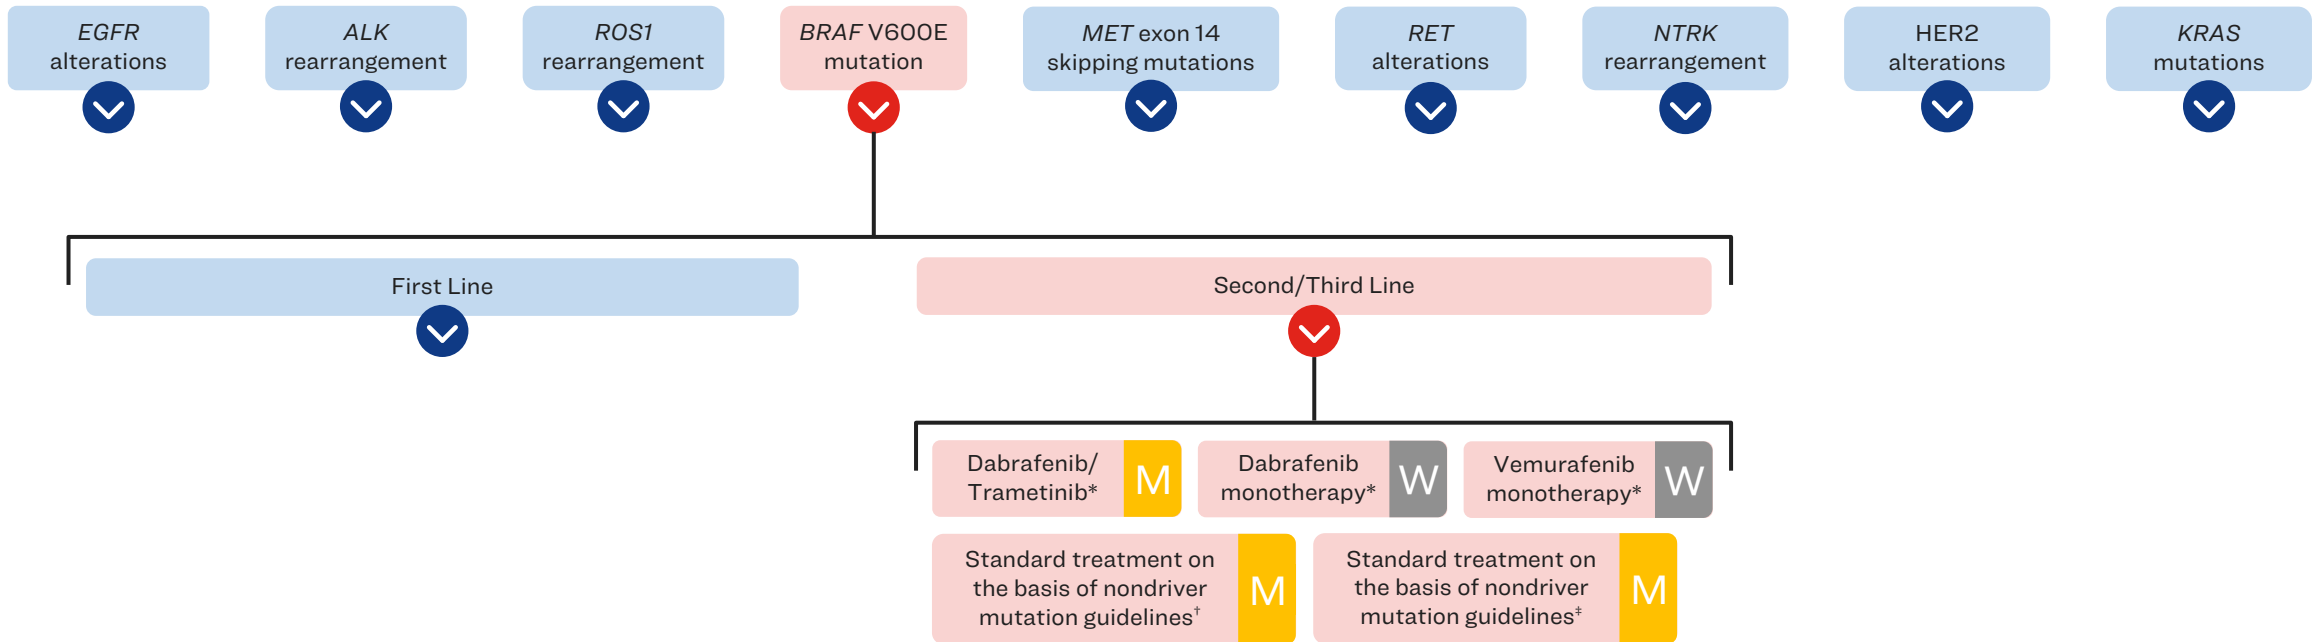 EGFR
alterations
ALK
rearrangement
ROS1
rearrangement
BRAF V600E
mutation
MET exon 14
skipping mutations
RET
alterations
NTRK
rearrangement
HER2
alterations
KRAS
mutations
First Line
Second/Third Line
Dabrafenib/
Trametinib*
M
Dabrafenib
monotherapy*
W
Vemurafenib
monotherapy*
W
Standard treatment on
the basis of nondriver
mutation guidelines†
M
Standard treatment on
the basis of nondriver
mutation guidelines‡
M